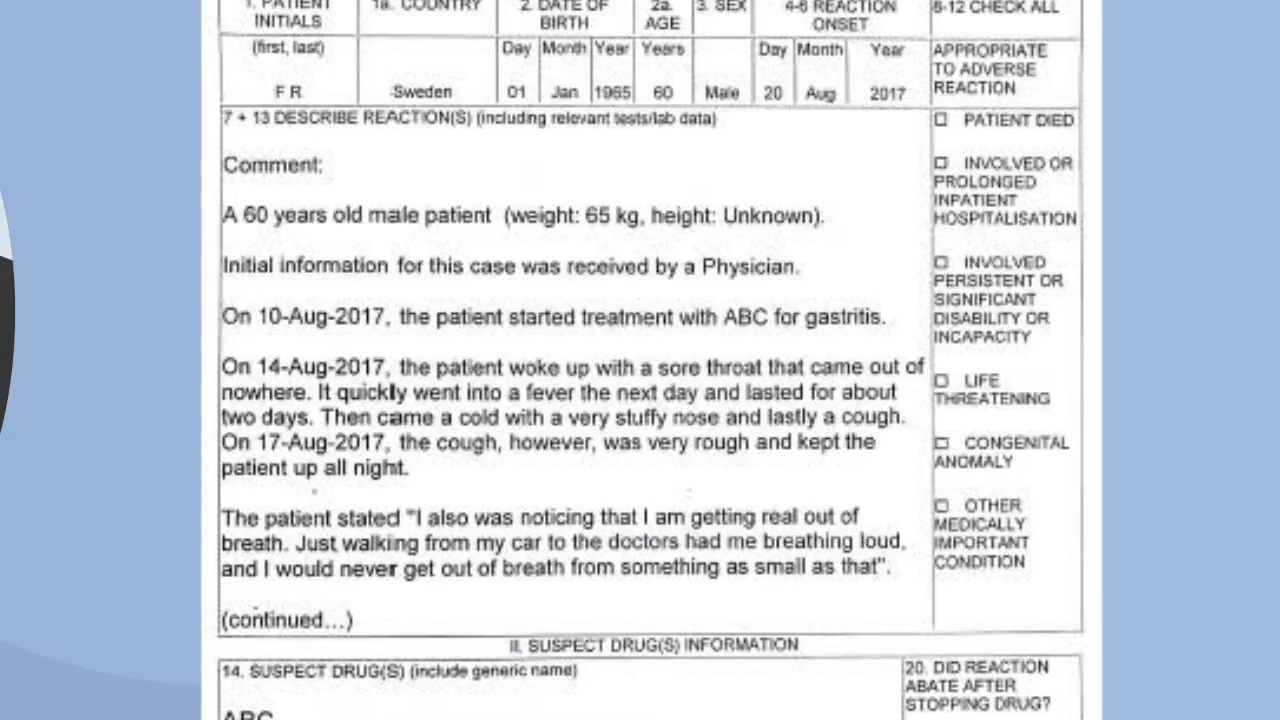 1. PATIENT INITIALS
1a. COUNTRY
2. DATE OF BIRTH
2a. AGE
3. SEX
4-6 REACTION ONSET
8-12 CHECK ALL
(first, last)
Day Month Year Years
Day Month Year
APPROPRIATE TO ADVERSE REACTION
F R Sweden 01 Jan 1965 60 Male 20 Aug 2017
7 + 13 DESCRIBE REACTION(S) (including relevant tests/lab data)
Comment:
A 60 years old male patient (weight: 65 kg, height: Unknown).
Initial information for this case was received by a Physician.
On 10-Aug-2017, the patient started treatment with ABC for gastritis.
On 14-Aug-2017, the patient woke up with a sore throat that came out of
nowhere. It quickly went into a fever the next day and lasted for about
two days. Then came a cold with a very stuffy nose and lastly a cough.
On 17-Aug-2017, the cough, however, was very rough and kept the
patient up all night.
The patient stated "I also was noticing that I am getting real out of
breath. Just walking from my car to the doctors had me breathing loud,
and I would never get out of breath from something as small as that".
(continued...)
☐ PATIENT DIED
☐ INVOLVED OR
PROLONGED
INPATIENT
HOSPITALISATION
☐ INVOLVED
PERSISTENT OR
SIGNIFICANT
DISABILITY OR
INCAPACITY
☐ LIFE
THREATENING
☐ CONGENITAL
ANOMALY
☐ OTHER
MEDICALLY
IMPORTANT
CONDITION
II. SUSPECT DRUG(S) INFORMATION
14. SUSPECT DRUG(S) (include generic name)
ABC
20. DID REACTION
ABATE AFTER
STOPPING DRUG?